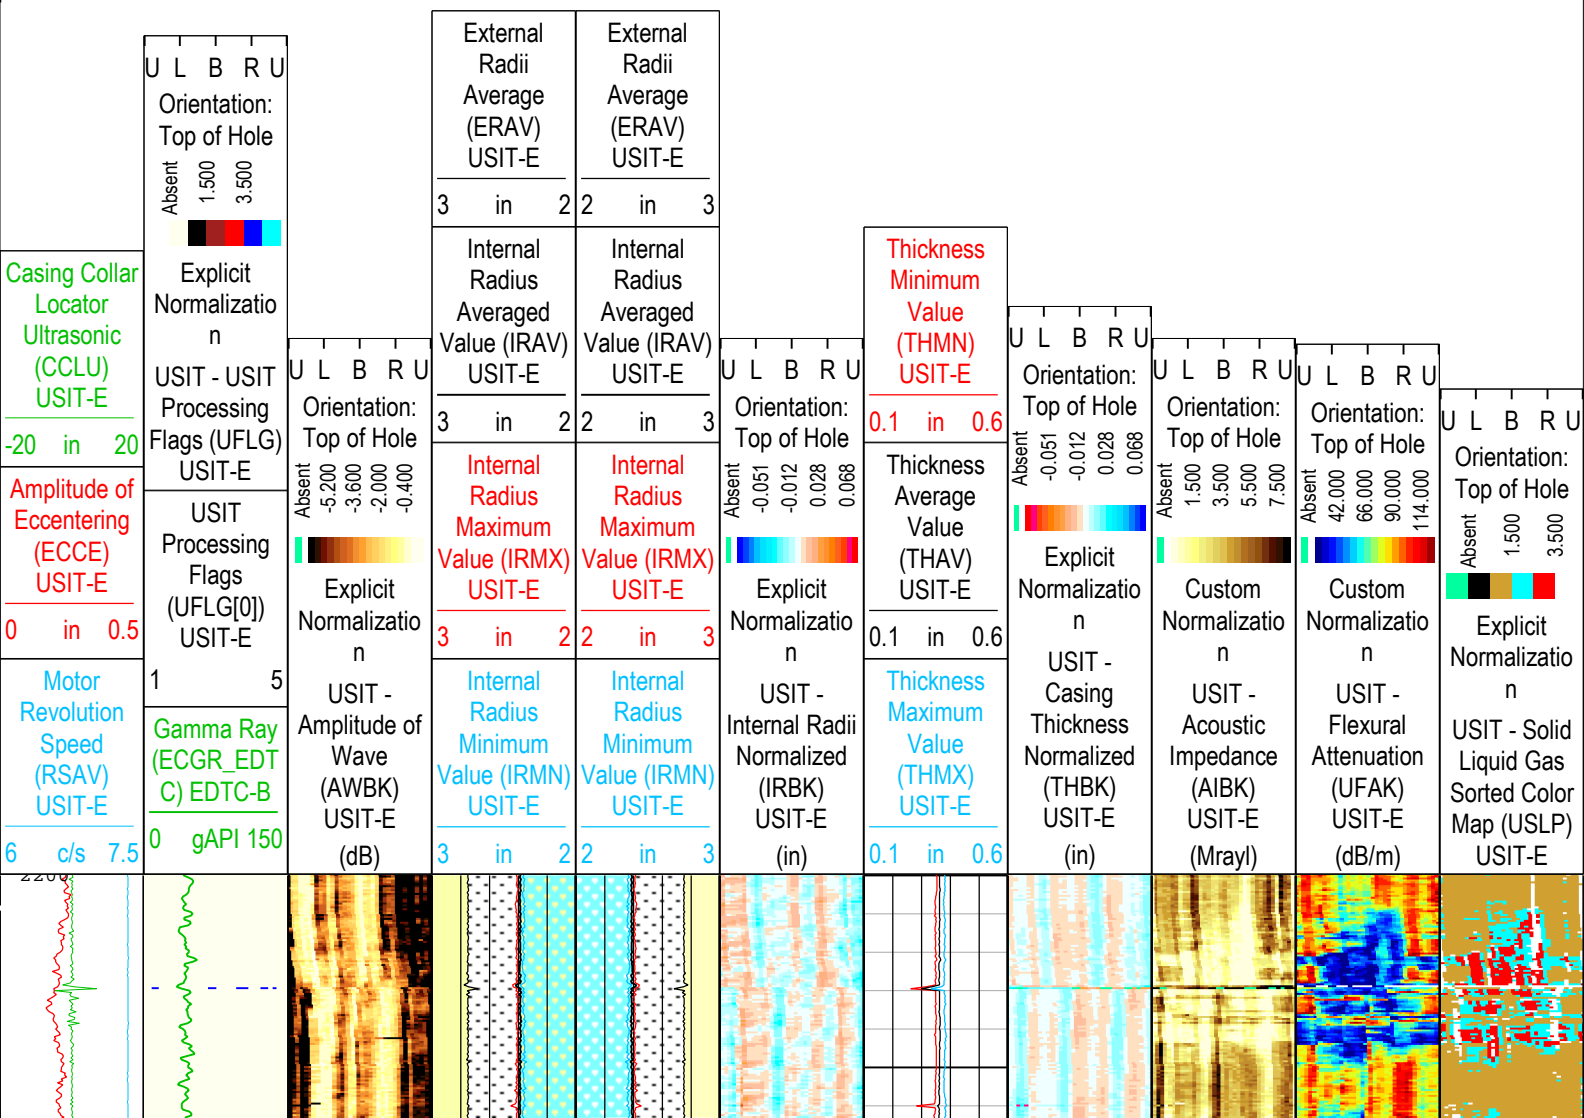 Casing Collar
Locator
Ultrasonic
(CCLU)
USIT-E
-20 in 20
Amplitude of
Eccentering
(ECCE)
USIT-E
0 in 0.5
Motor
Revolution
Speed
(RSAV)
USIT-E
6 c/s 7.5
2200
U L B R U
Orientation:
Top of Hole
Absent
1.500
3.500
Explicit
Normalizatio
n
USIT - USIT
Processing
Flags (UFLG)
USIT-E
USIT
Processing
Flags
(UFLG[0])
USIT-E
1 5
Gamma Ray
(ECGR_EDT
C) EDTC-B
0 gAPI 150
U L B R U
Orientation:
Top of Hole
Absent
-5.200
-3.600
-2.000
-0.400
Explicit
Normalizatio
n
USIT -
Amplitude of
Wave
(AWBK)
USIT-E
(dB)
External
Radii
Average
(ERAV)
USIT-E
3 in 2
Internal
Radius
Averaged
Value (IRAV)
USIT-E
3 in 2
Internal
Radius
Maximum
Value (IRMX)
USIT-E
3 in 2
Internal
Radius
Minimum
Value (IRMN)
USIT-E
3 in 2
External
Radii
Average
(ERAV)
USIT-E
2 in 3
Internal
Radius
Averaged
Value (IRAV)
USIT-E
2 in 3
Internal
Radius
Maximum
Value (IRMX)
USIT-E
2 in 3
Internal
Radius
Minimum
Value (IRMN)
USIT-E
2 in 3
U L B R U
Orientation:
Top of Hole
Absent
-0.051
-0.012
0.028
0.068
Explicit
Normalizatio
n
USIT -
Internal Radii
Normalized
(IRBK)
USIT-E
(in)
Thickness
Minimum
Value
(THMN)
USIT-E
0.1 in 0.6
Thickness
Average
Value
(THAV)
USIT-E
0.1 in 0.6
Thickness
Maximum
Value
(THMX)
USIT-E
0.1 in 0.6
U L B R U
Orientation:
Top of Hole
Absent
-0.051
-0.012
0.028
0.068
Explicit
Normalizatio
n
USIT -
Casing
Thickness
Normalized
(THBK)
USIT-E
(in)
U L B R U
Orientation:
Top of Hole
Absent
1.500
3.500
5.500
7.500
Custom
Normalizatio
n
USIT -
Acoustic
Impedance
(AIBK)
USIT-E
(Mrayl)
U L B R U
Orientation:
Top of Hole
Absent
42.000
66.000
90.000
114.000
Custom
Normalizatio
n
USIT -
Flexural
Attenuation
(UFAK)
USIT-E
(dB/m)
U L B R U
Orientation:
Top of Hole
Absent
1.500
3.500
Explicit
Normalizatio
n
USIT - Solid
Liquid Gas
Sorted Color
Map (USLP)
USIT-E